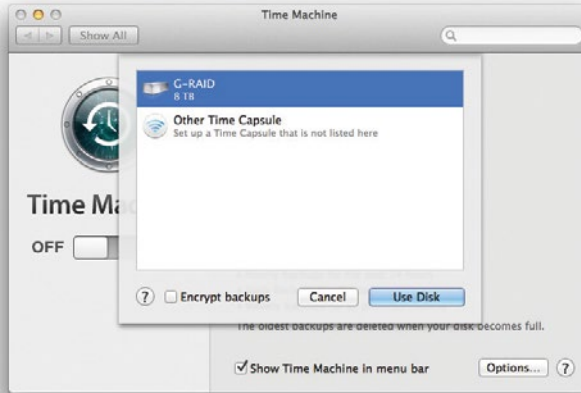 Time Machine
Show All
G-RAID
8 TB
Other Time Capsule
Set up a Time Capsule that is not listed here
Time Ma
OFF
? Encrypt backups Cancel Use Disk
The oldest backups are deleted when your disk becomes full.
Show Time Machine in menu bar Options... ?